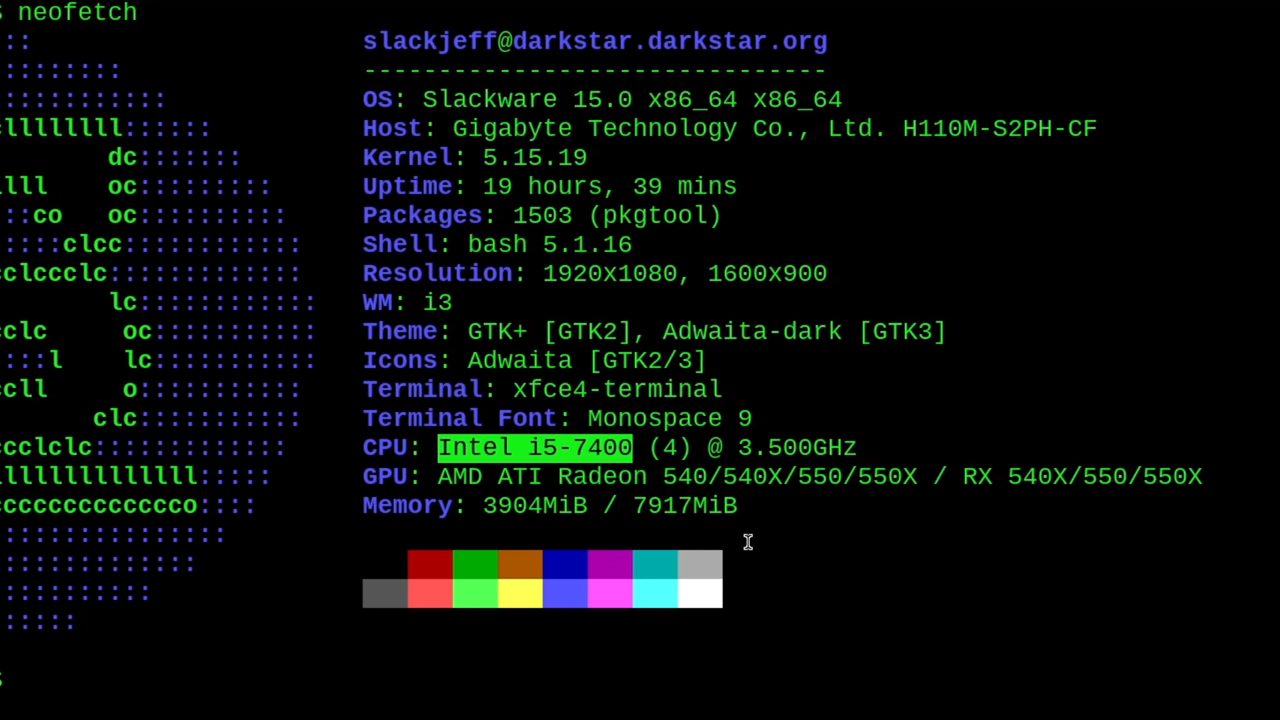 neofetch
slackjeff@darkstar.darkstar.org
-------------------------------
OS: Slackware 15.0 x86_64 x86_64
Host: Gigabyte Technology Co., Ltd. H110M-S2PH-CF
Kernel: 5.15.19
Uptime: 19 hours, 39 mins
Packages: 1503 (pkgtool)
Shell: bash 5.1.16
Resolution: 1920x1080, 1600x900
WM: i3
Theme: GTK+ [GTK2], Adwaita-dark [GTK3]
Icons: Adwaita [GTK2/3]
Terminal: xfce4-terminal
Terminal Font: Monospace 9
CPU: Intel i5-7400 (4) @ 3.500GHz
GPU: AMD ATI Radeon 540/540X/550/550X / RX 540X/550/550X
Memory: 3904MiB / 7917MiB